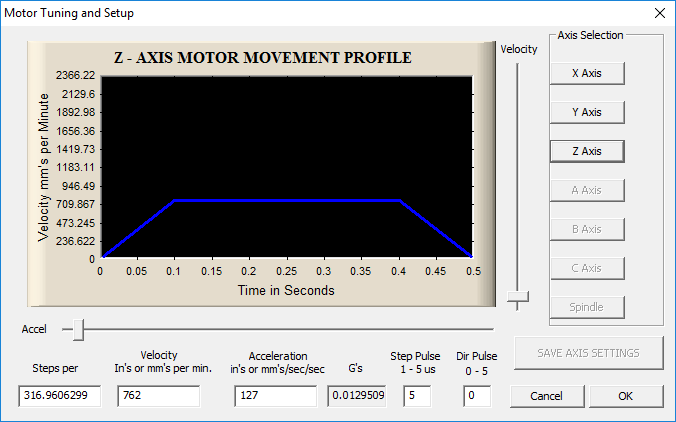 Motor Tuning and Setup
Z - AXIS MOTOR MOVEMENT PROFILE
Velocity mm's per Minute
2366.22
2129.6
1892.98
1656.36
1419.73
1183.11
946.49
709.867
473.245
236.622
0
0 0.05 0.1 0.15 0.2 0.25 0.3 0.35 0.4 0.45 0.5
Time in Seconds
Velocity
Axis Selection
X Axis
Y Axis
Z Axis
A Axis
B Axis
C Axis
Spindle
Accel
Steps per
316.9606299
Velocity
In's or mm's per min.
762
Acceleration
in's or mm's/sec/sec
127
G's
0.0129509
Step Pulse
1 - 5 us
5
Dir Pulse
0 - 5
0
SAVE AXIS SETTINGS
Cancel
OK